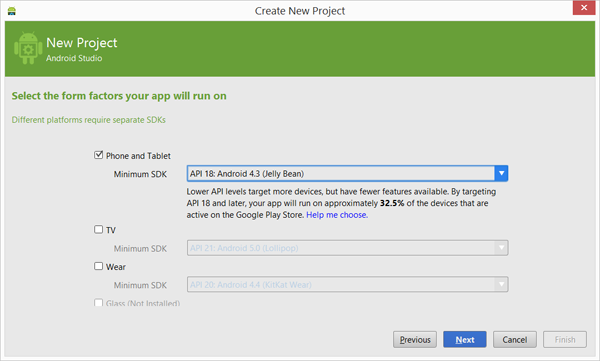 Create New Project
New Project
Android Studio
Select the form factors your app will run on
Different platforms require separate SDKs
Phone and Tablet
Minimum SDK API 18: Android 4.3 (Jelly Bean)
Lower API levels target more devices, but have fewer features available. By targeting
API 18 and later, your app will run on approximately 32.5% of the devices that are
active on the Google Play Store. Help me choose.
TV
Minimum SDK API 21: Android 5.0 (Lollipop)
Wear
Minimum SDK API 20: Android 4.4 (KitKat Wear)
Glass (Not Installed)
Previous Next Cancel Finish